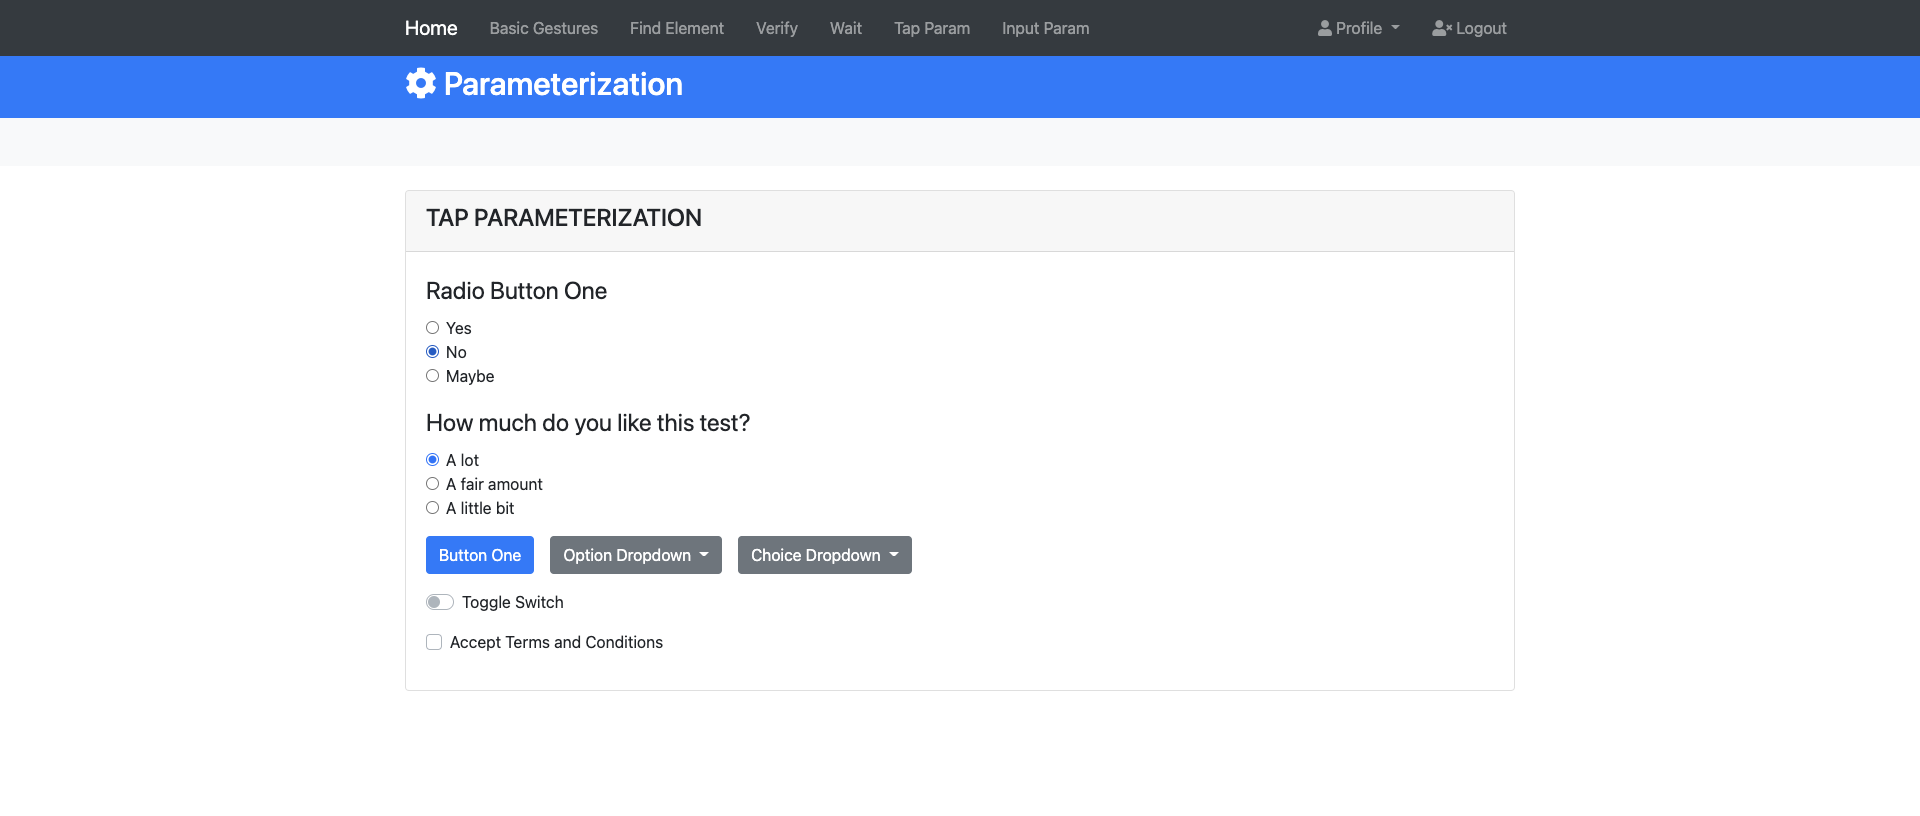 Home Basic Gestures Find Element Verify Wait Tap Param Input Param Profile Logout
Parameterization
TAP PARAMETERIZATION
Radio Button One
Yes
No
Maybe
How much do you like this test?
A lot
A fair amount
A little bit
Button One Option Dropdown Choice Dropdown
Toggle Switch
Accept Terms and Conditions